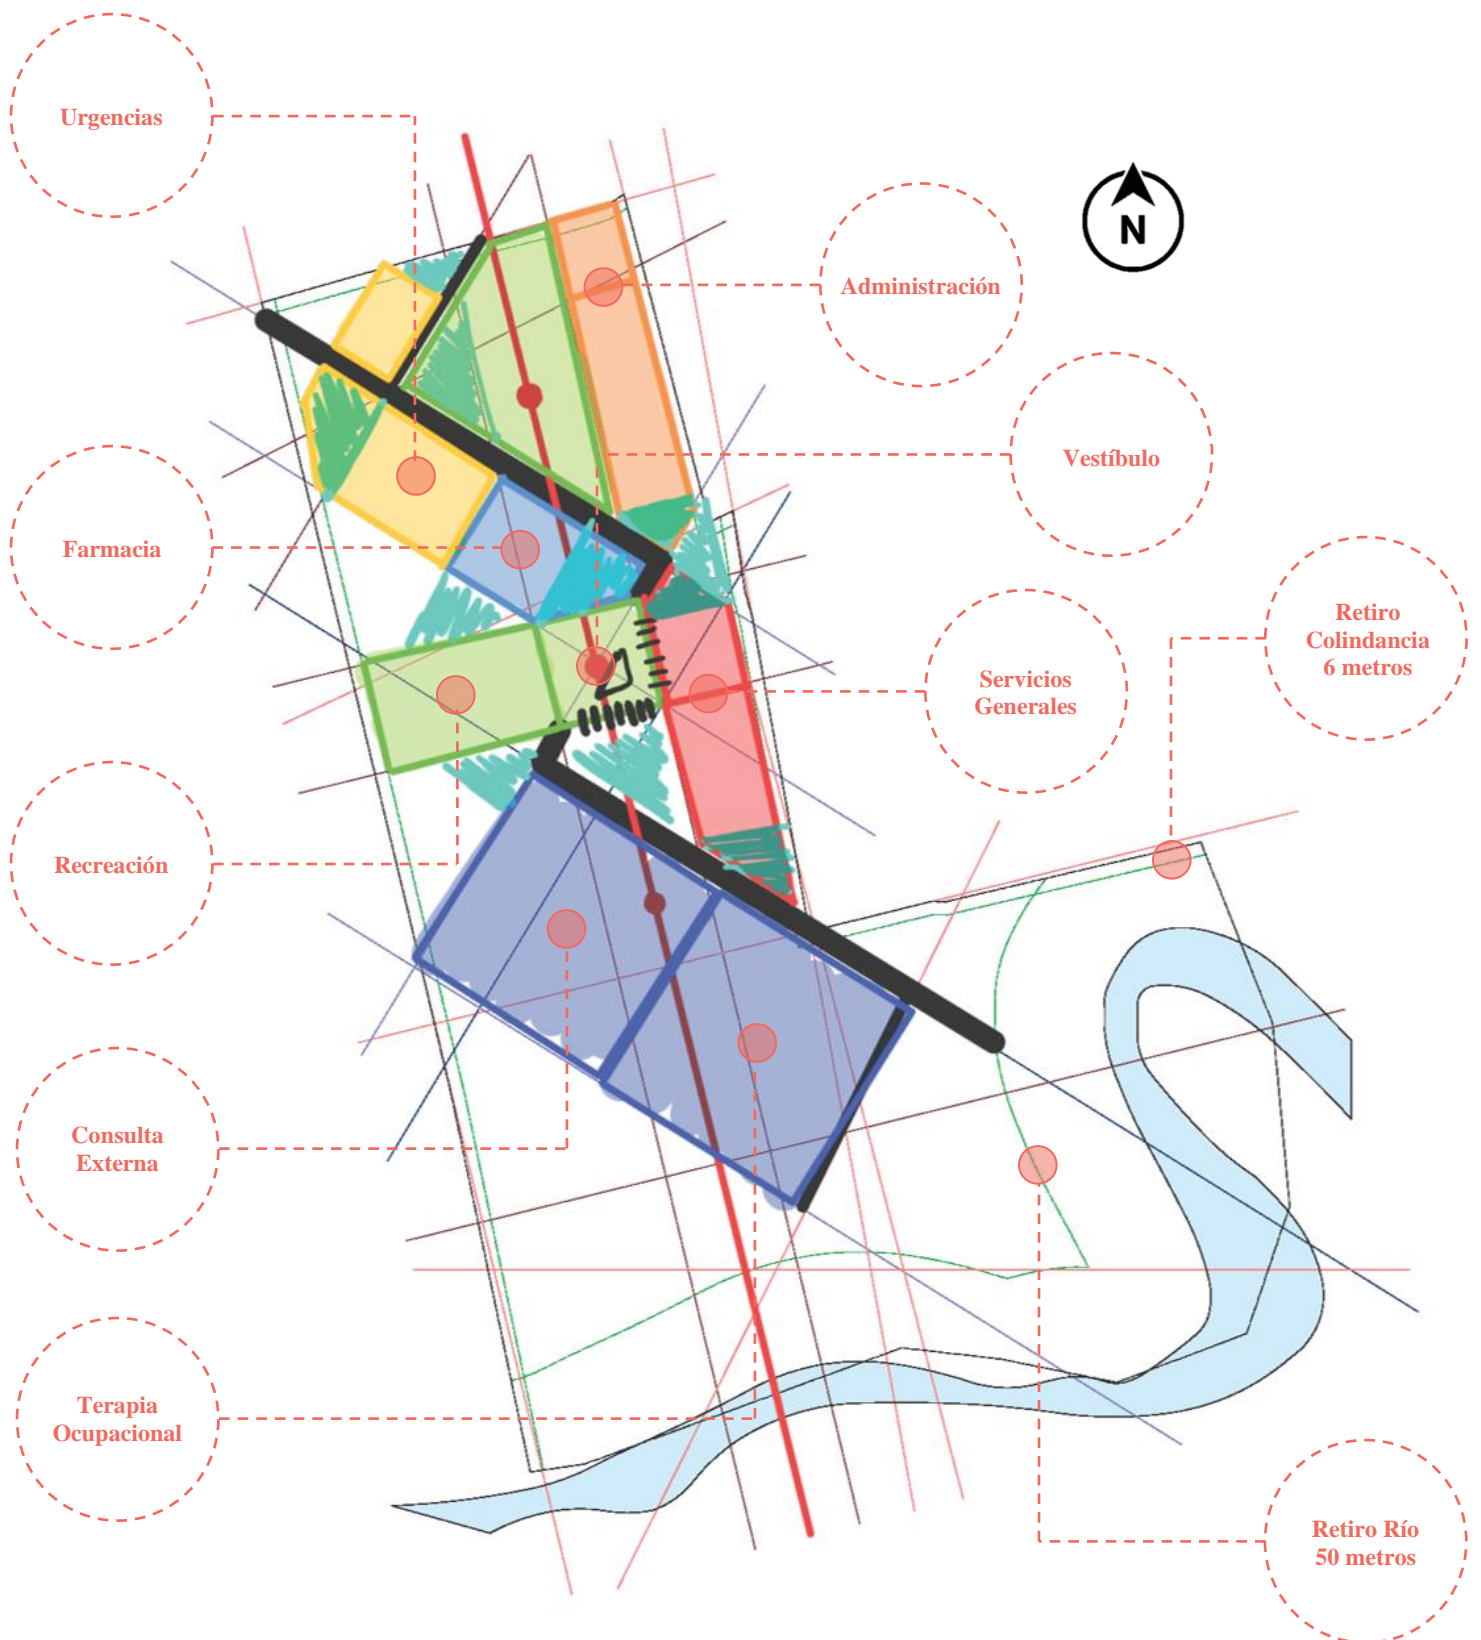 Urgencias
N
Administración
Vestíbulo
Farmacia
Retiro
Colindancia
6 metros
Servicios
Generales
Recreación
Consulta
Externa
Terapia
Ocupacional
Retiro Río
50 metros